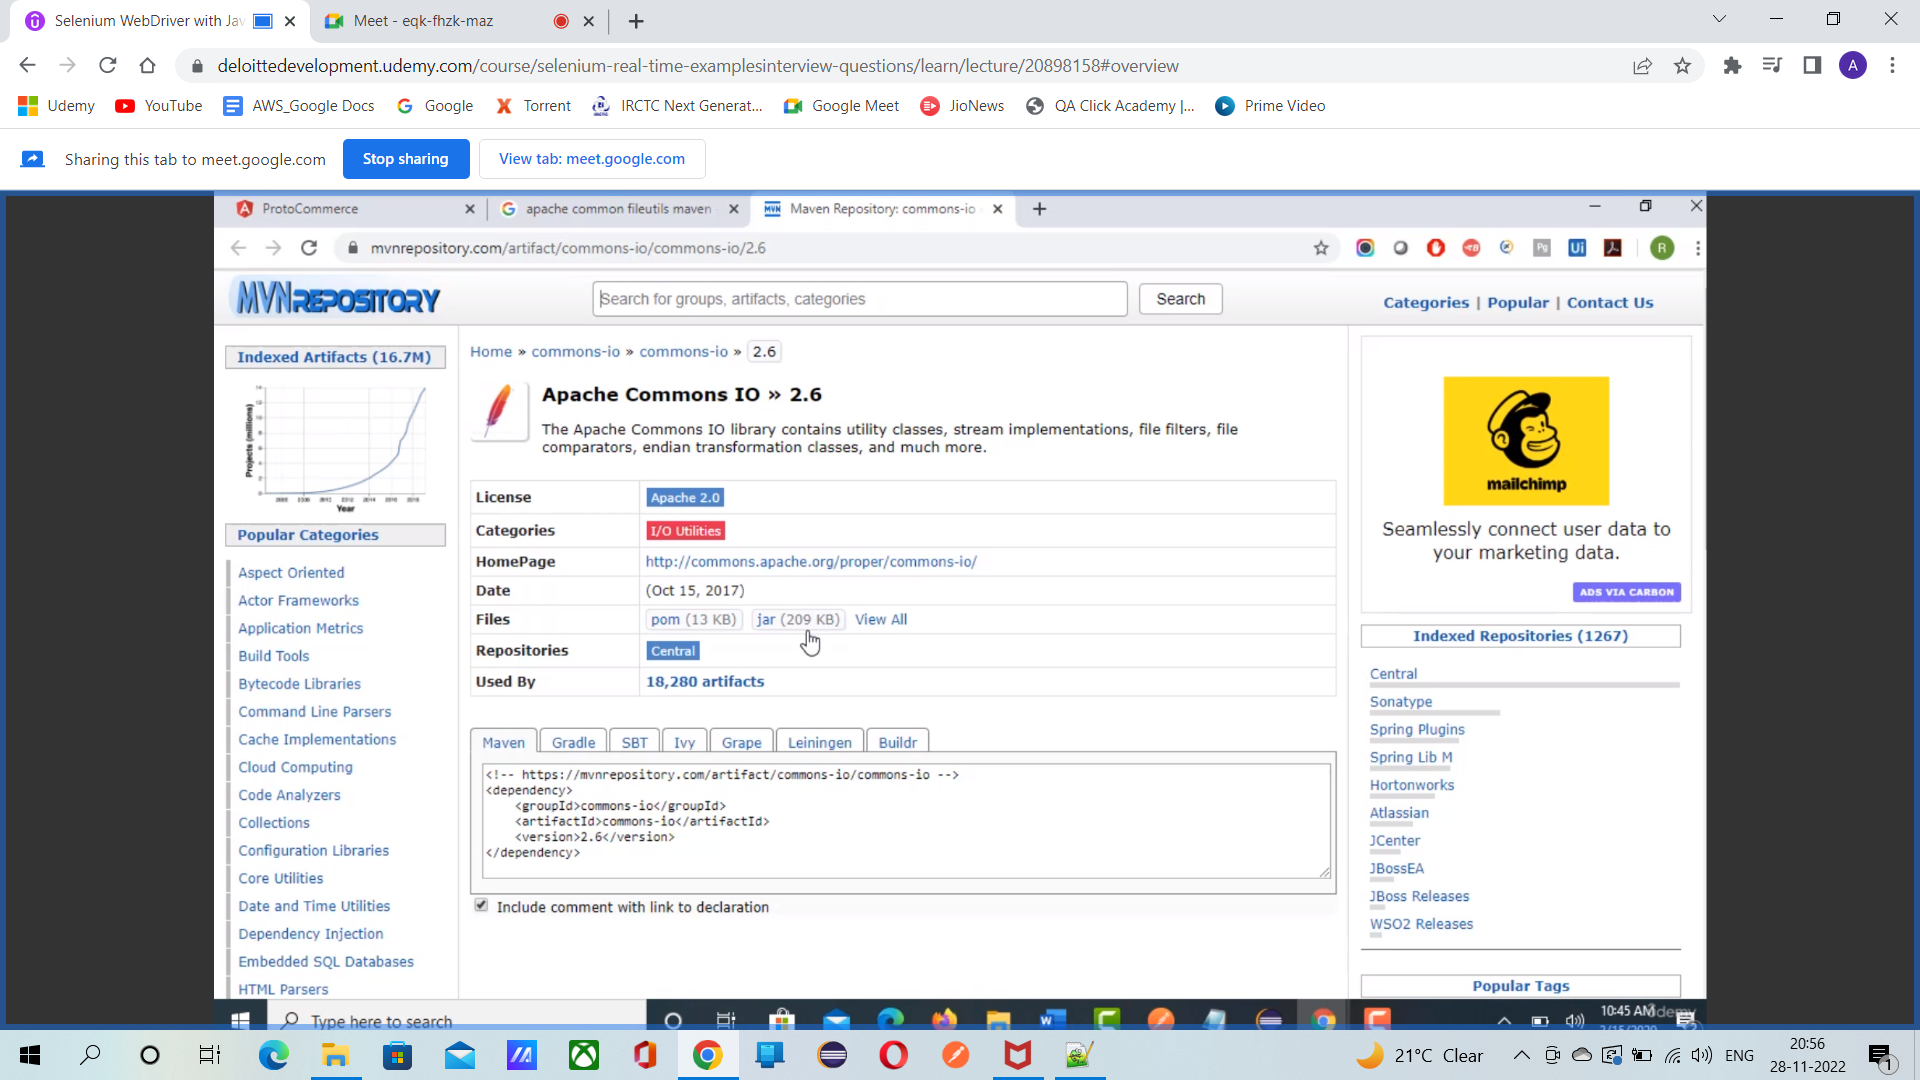 Selenium WebDriver with Jav
Meet - eqk-fhzk-maz
deloittedevelopment.udemy.com/course/selenium-real-time-examplesinterview-questions/learn/lecture/20898158#overview
A
Udemy
YouTube
AWS_Google Docs
Google
Torrent
IRCTC Next Generat...
Google Meet
JioNews
QA Click Academy |...
Prime Video
Sharing this tab to meet.google.com
Stop sharing
View tab: meet.google.com
ProtoCommerce
apache common fileutils maven
Maven Repository: commons-io
mvnrepository.com/artifact/commons-io/commons-io/2.6
R
MVNREPOSITORY
Search for groups, artifacts, categories
Search
Categories | Popular | Contact Us
Indexed Artifacts (16.7M)
Projects (millions)
Year
Popular Categories
Aspect Oriented
Actor Frameworks
Application Metrics
Build Tools
Bytecode Libraries
Command Line Parsers
Cache Implementations
Cloud Computing
Code Analyzers
Collections
Configuration Libraries
Core Utilities
Date and Time Utilities
Dependency Injection
Embedded SQL Databases
HTML Parsers
Home » commons-io » commons-io » 2.6
Apache Commons IO » 2.6
The Apache Commons IO library contains utility classes, stream implementations, file filters, file
comparators, endian transformation classes, and much more.
License Apache 2.0
Categories I/O Utilities
HomePage http://commons.apache.org/proper/commons-io/
Date (Oct 15, 2017)
Files pom (13 KB) jar (209 KB) View All
Repositories Central
Used By 18,280 artifacts
Maven Gradle SBT Ivy Grape Leiningen Buildr
<!-- https://mvnrepository.com/artifact/commons-io/commons-io -->
<dependency>
<groupId>commons-io</groupId>
<artifactId>commons-io</artifactId>
<version>2.6</version>
</dependency>
Include comment with link to declaration
mailchimp
Seamlessly connect user data to
your marketing data.
ADS VIA CARBON
Indexed Repositories (1267)
Central
Sonatype
Spring Plugins
Spring Lib M
Hortonworks
Atlassian
JCenter
JBossEA
JBoss Releases
WSO2 Releases
Popular Tags
Type here to search
10:45 AM
21°C Clear
ENG
20:56
28-11-2022
1